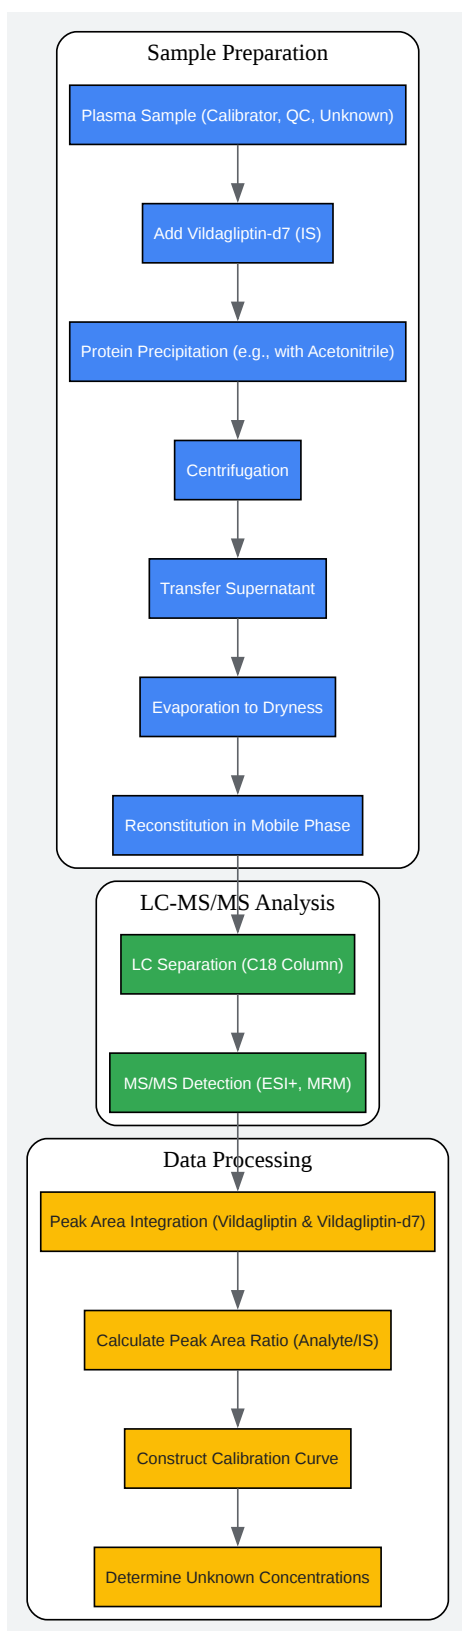 Sample Preparation
Plasma Sample (Calibrator, QC, Unknown)
Add Vildagliptin-d7 (IS)
Protein Precipitation (e.g., with Acetonitrile)
Centrifugation
Transfer Supernatant
Evaporation to Dryness
Reconstitution in Mobile Phase
LC-MS/MS Analysis
LC Separation (C18 Column)
MS/MS Detection (ESI+, MRM)
Data Processing
Peak Area Integration (Vildagliptin & Vildagliptin-d7)
Calculate Peak Area Ratio (Analyte/IS)
Construct Calibration Curve
Determine Unknown Concentrations